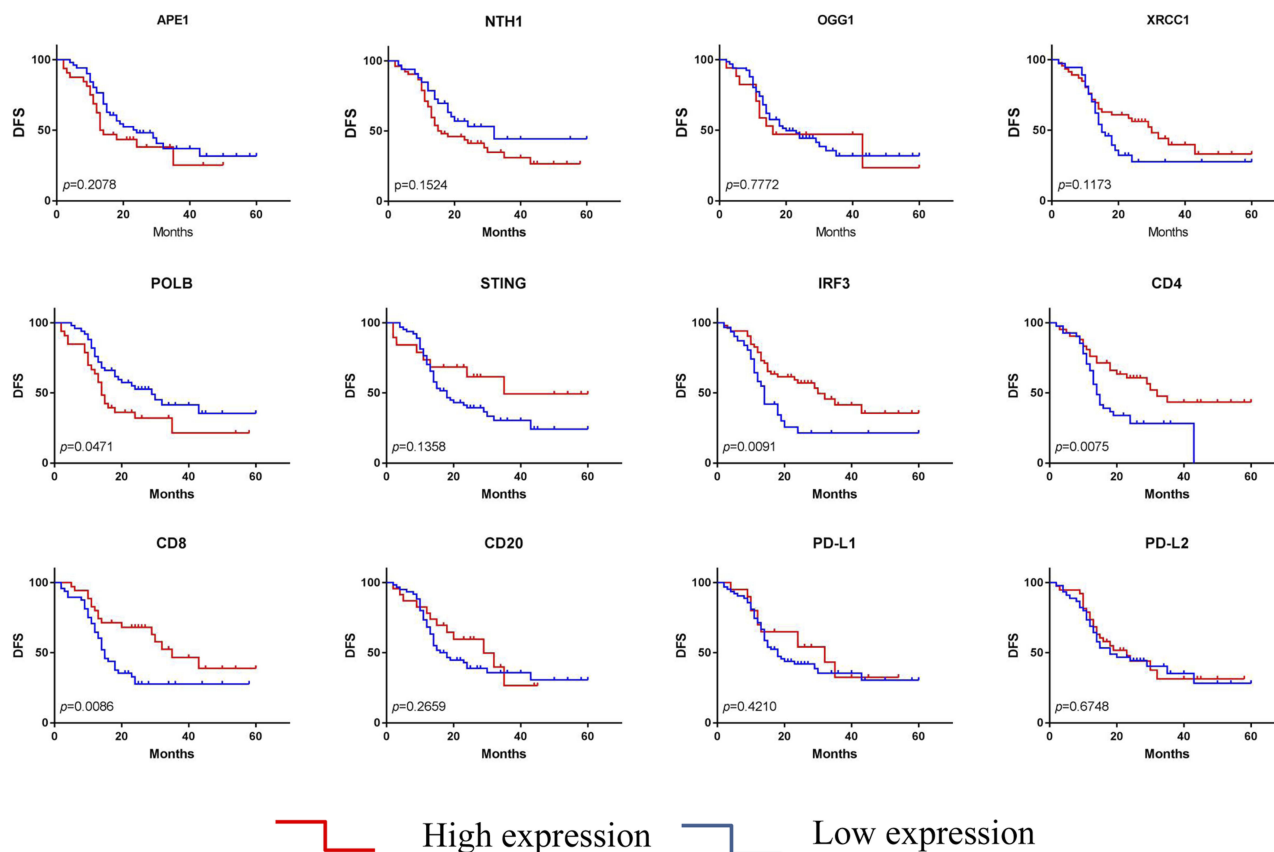 APE1
NTH1
OGG1
XRCC1
100
50
0
DFS
p=0.2078
0 20 40 60
Months
100
50
0
DFS
p=0.1524
0 20 40 60
Months
100
50
0
DFS
p=0.7772
0 20 40 60
Months
100
50
0
DFS
p=0.1173
0 20 40 60
Months
POLB
STING
IRF3
CD4
100
50
0
DFS
p=0.0471
0 20 40 60
Months
100
50
0
DFS
p=0.1358
0 20 40 60
Months
100
50
0
DFS
p=0.0091
0 20 40 60
Months
100
50
0
DFS
p=0.0075
0 20 40 60
Months
CD8
CD20
PD-L1
PD-L2
100
50
0
DFS
p=0.0086
0 20 40 60
Months
100
50
0
DFS
p=0.2659
0 20 40 60
Months
100
50
0
DFS
p=0.4210
0 20 40 60
Months
100
50
0
DFS
p=0.6748
0 20 40 60
Months
High expression
Low expression